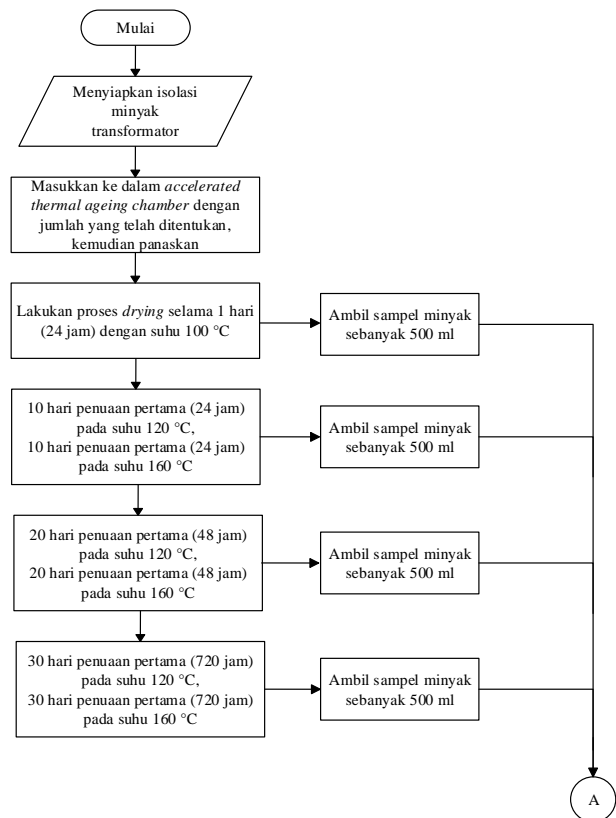 Mulai
Menyiapkan isolasi
minyak
transformator
Masukkan ke dalam accelerated
thermal ageing chamber dengan
jumlah yang telah ditentukan,
kemudian panaskan
Lakukan proses drying selama 1 hari
(24 jam) dengan suhu 100 °C
Ambil sampel minyak
sebanyak 500 ml
10 hari penuaan pertama (24 jam)
pada suhu 120 °C,
10 hari penuaan pertama (24 jam)
pada suhu 160 °C
Ambil sampel minyak
sebanyak 500 ml
20 hari penuaan pertama (48 jam)
pada suhu 120 °C,
20 hari penuaan pertama (48 jam)
pada suhu 160 °C
Ambil sampel minyak
sebanyak 500 ml
30 hari penuaan pertama (720 jam)
pada suhu 120 °C,
30 hari penuaan pertama (720 jam)
pada suhu 160 °C
Ambil sampel minyak
sebanyak 500 ml
A